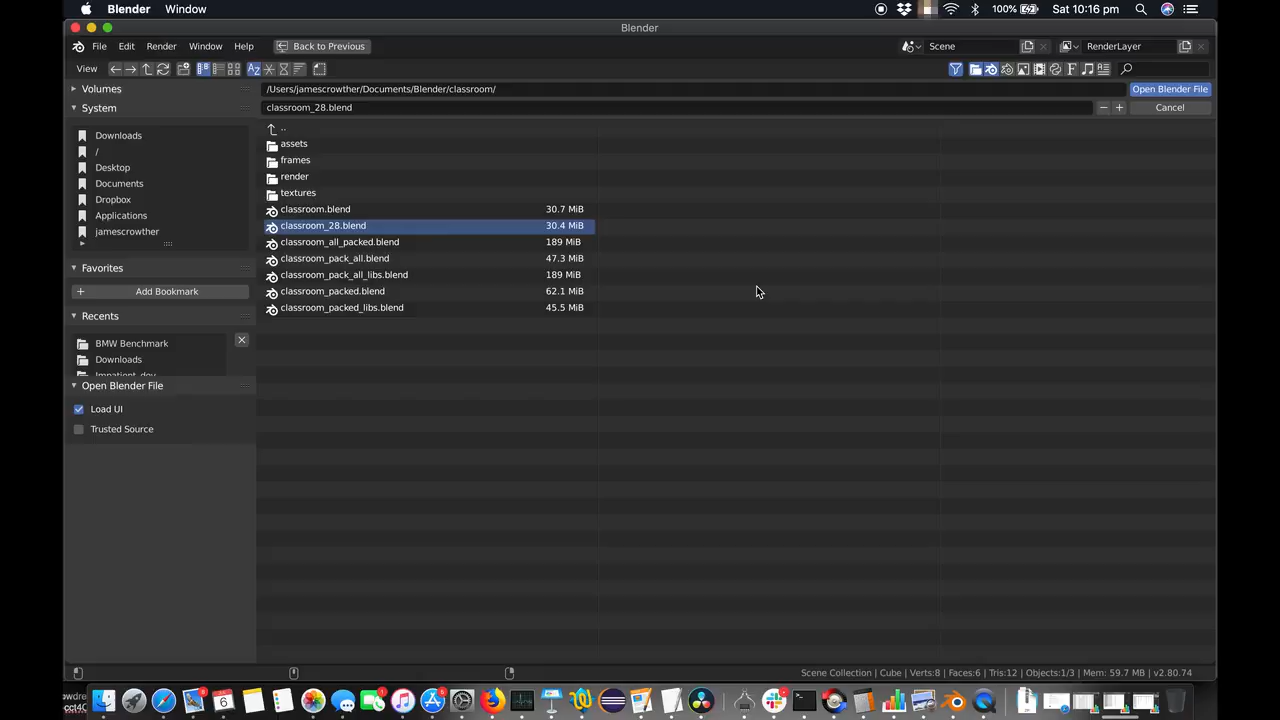 Blender Window 100% Sat 10:16 pm
Blender
File Edit Render Window Help Back to Previous Scene RenderLayer
View
Volumes /Users/jamescrowther/Documents/Blender/classroom/ Open Blender File
System classroom_28.blend Cancel
..
Downloads
/
Desktop
Documents
Dropbox
Applications
jamescrowther
Favorites
Add Bookmark
Recents
BMW Benchmark
Downloads
Impatient_dev
Open Blender File
Load UI
Trusted Source
assets
frames
render
textures
classroom.blend 30.7 MiB
classroom_28.blend 30.4 MiB
classroom_all_packed.blend 189 MiB
classroom_pack_all.blend 47.3 MiB
classroom_pack_all_libs.blend 189 MiB
classroom_packed.blend 62.1 MiB
classroom_packed_libs.blend 45.5 MiB
Scene Collection | Cube | Verts:8 | Faces:6 | Tris:12 | Objects:1/3 | Mem: 59.7 MB | v2.80.74